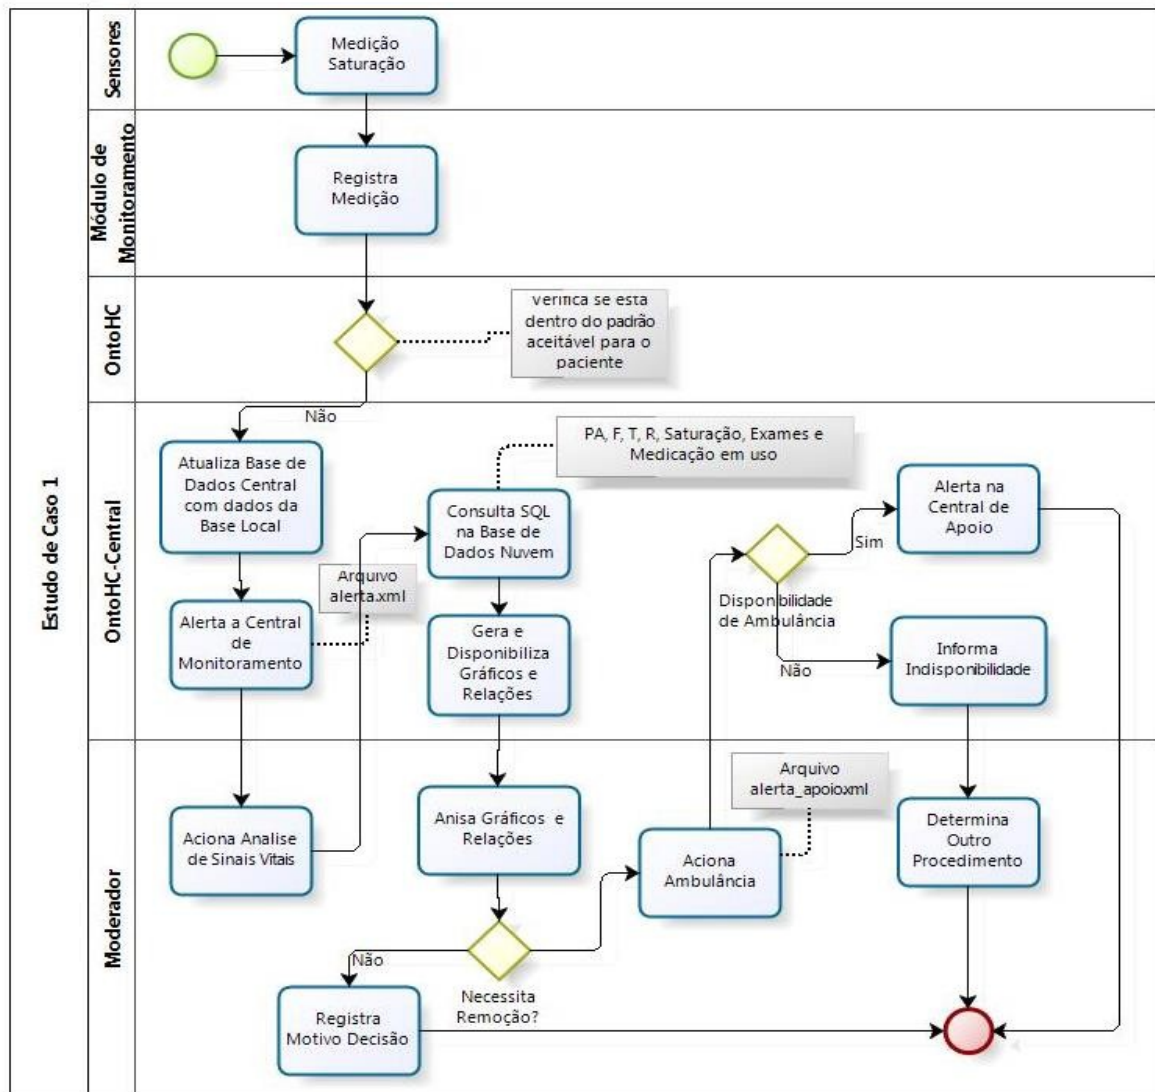 Estudo de Caso 1
Sensores
Medição
Saturação
Módulo de
Monitoramento
Registra
Medição
OntoHC
Verifica se está
dentro do padrão
aceitável para o
paciente
Não
OntoHC-Central
Atualiza Base de
Dados Central
com dados da
Base Local
Alerta a Central
de
Monitoramento
Arquivo
alerta.xml
PA, F, T, R, Saturação, Exames e
Medicação em uso
Consulta SQL
na Base de
Dados Nuvem
Gera e
Disponibiliza
Gráficos e
Relações
Disponibilidade
de Ambulância
Sim
Alerta na
Central de
Apoio
Não
Informa
Indisponibilidade
Moderador
Aciona Analise
de Sinais Vitais
Anisa Gráficos e
Relações
Arquivo
alerta_apoioxml
Aciona
Ambulância
Determina
Outro
Procedimento
Não
Necessita
Remoção?
Registra
Motivo Decisão